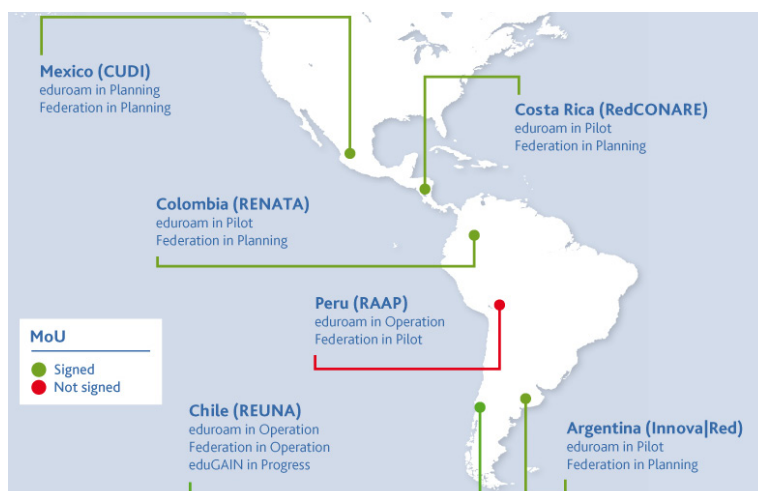 Mexico (CUDI)
eduroam in Planning
Federation in Planning
Costa Rica (RedCONARE)
eduroam in Pilot
Federation in Planning
Colombia (RENATA)
eduroam in Pilot
Federation in Planning
Peru (RAAP)
eduroam in Operation
Federation in Pilot
MoU
Signed
Not signed
Chile (REUNA)
eduroam in Operation
Federation in Operation
eduGAIN in Progress
Argentina (Innova|Red)
eduroam in Pilot
Federation in Planning